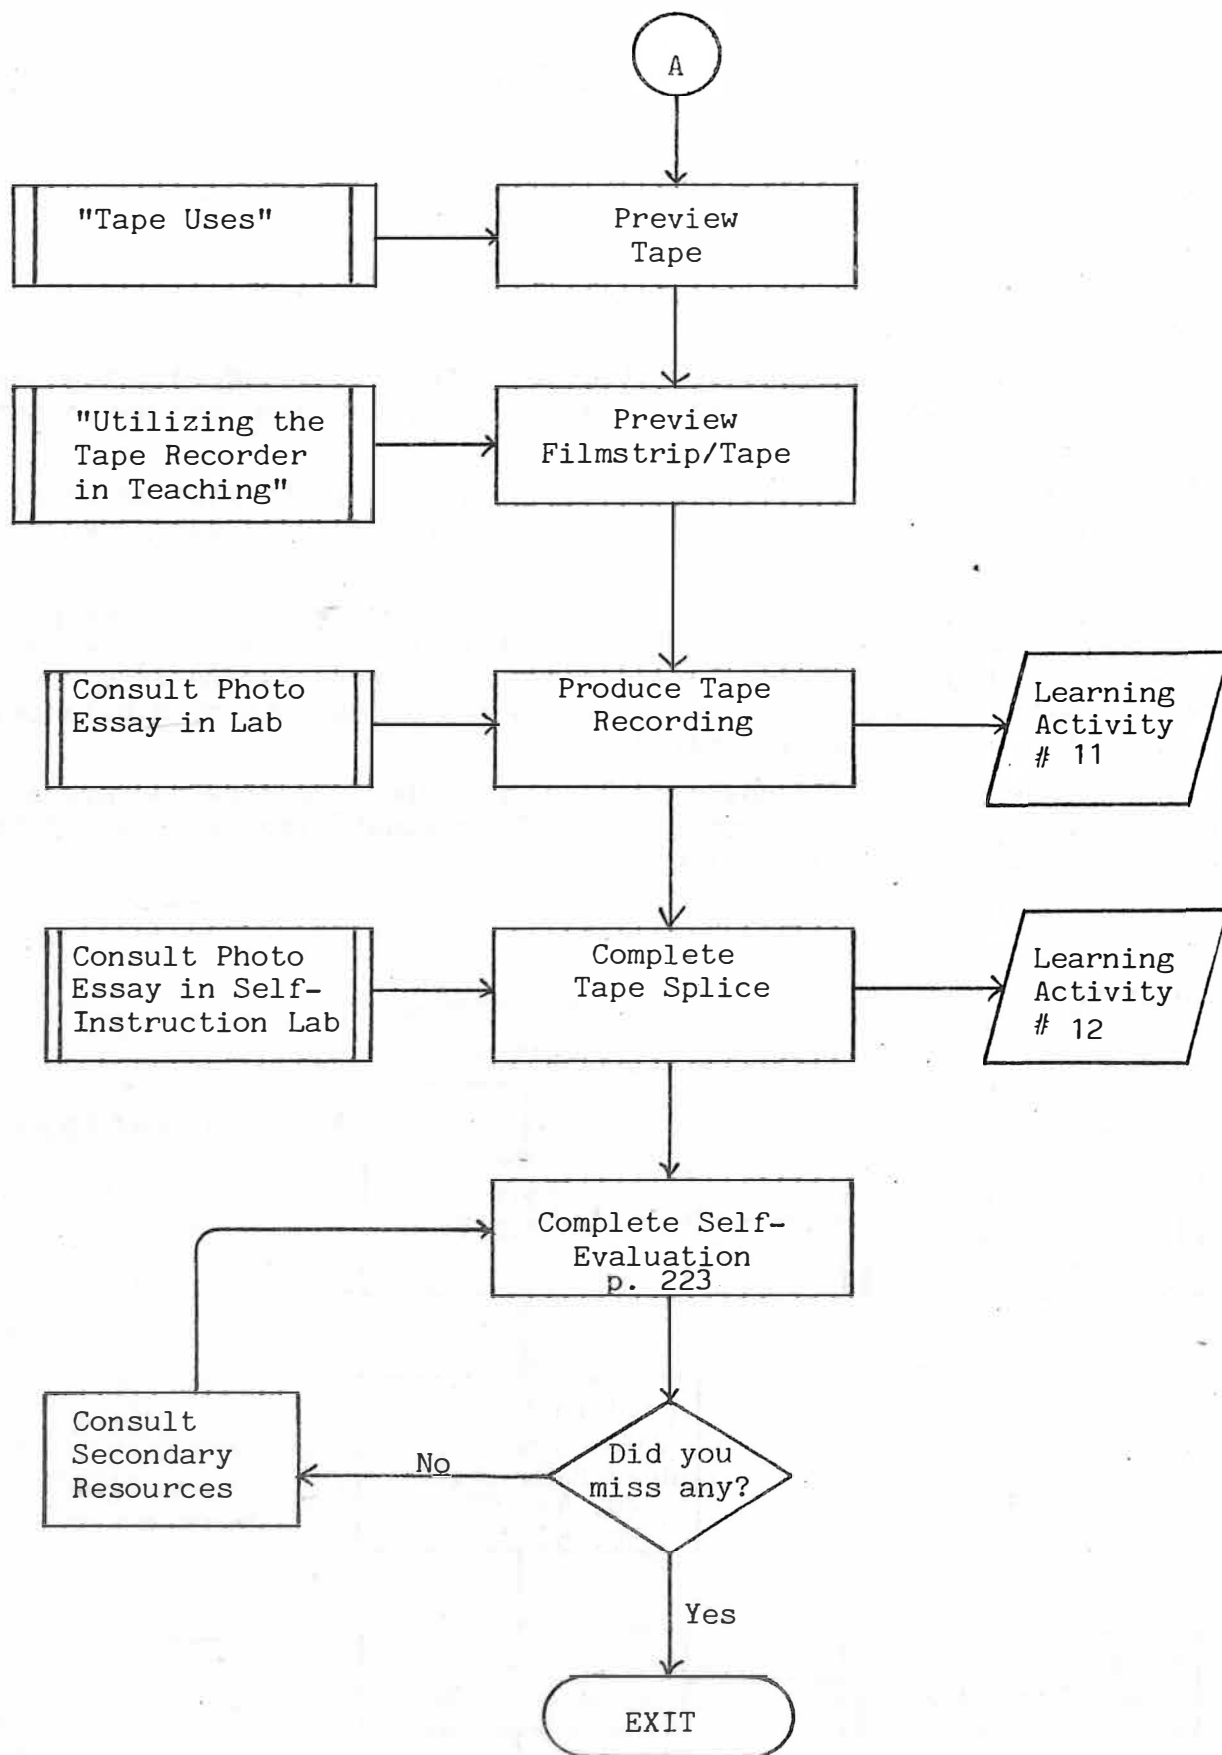 A
"Tape Uses"
Preview
Tape
"Utilizing the
Tape Recorder
in Teaching"
Preview
Filmstrip/Tape
Consult Photo
Essay in Lab
Produce Tape
Recording
Learning
Activity
# 11
Consult Photo
Essay in Self-
Instruction Lab
Complete
Tape Splice
Learning
Activity
# 12
Complete Self-
Evaluation
p. 223
Consult
Secondary
Resources
No
Did you
miss any?
Yes
EXIT